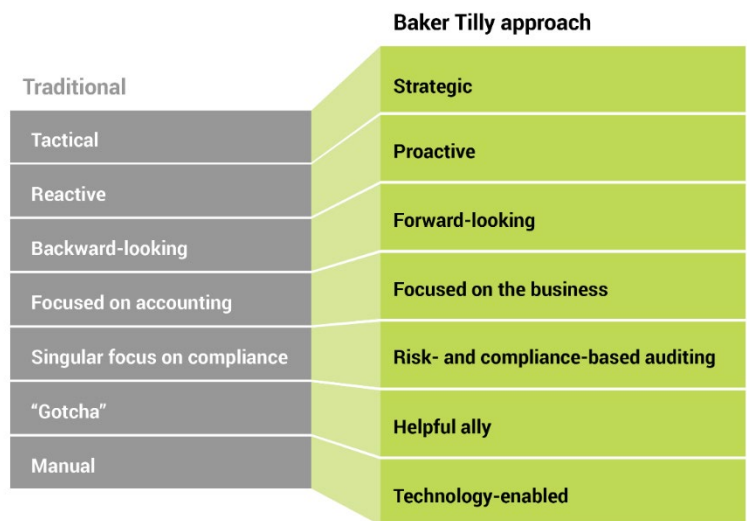 Baker Tilly approach
Traditional
Strategic
Tactical
Proactive
Reactive
Forward-looking
Backward-looking
Focused on the business
Focused on accounting
Risk- and compliance-based auditing
Singular focus on compliance
Helpful ally
“Gotcha”
Technology-enabled
Manual